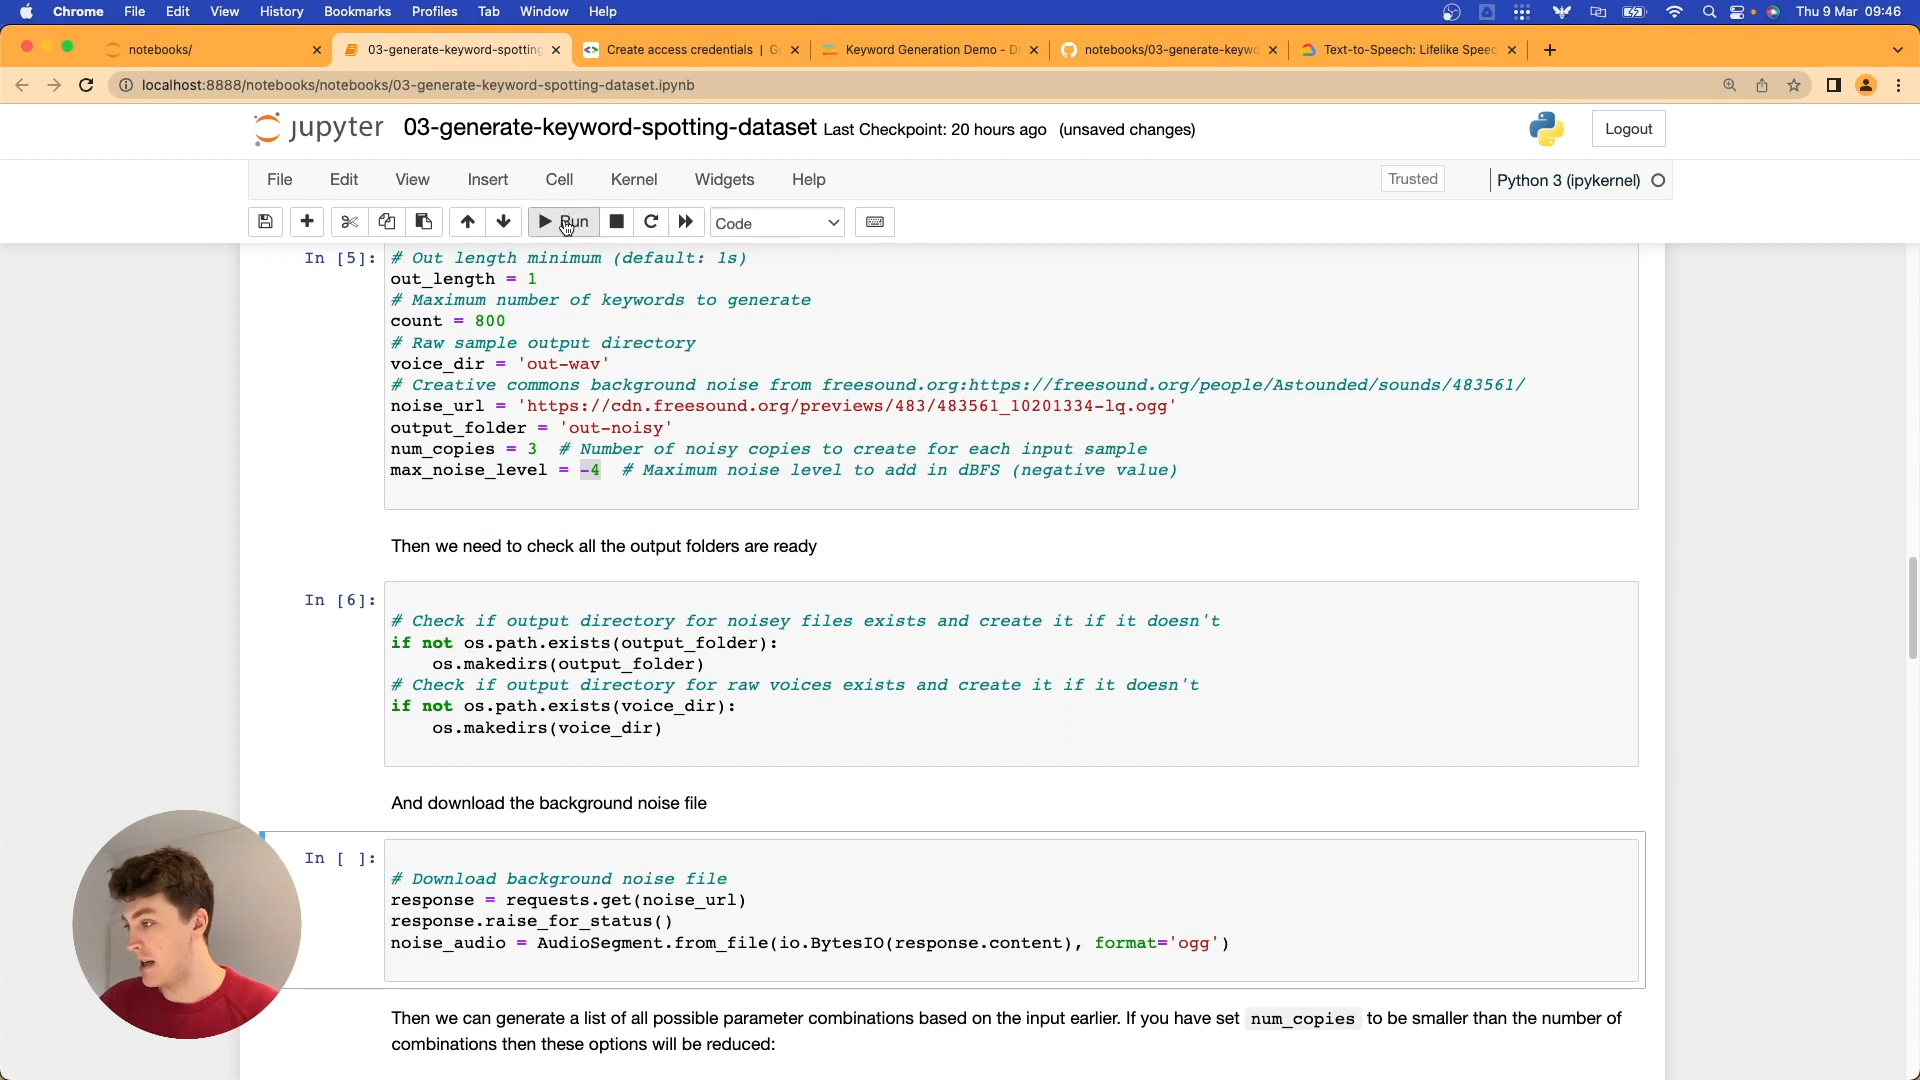 Chrome File Edit View History Bookmarks Profiles Tab Window Help Thu 9 Mar 09:46
notebooks/ 03-generate-keyword-spotting Create access credentials | G Keyword Generation Demo - D notebooks/03-generate-keywo Text-to-Speech: Lifelike Speec
localhost:8888/notebooks/notebooks/03-generate-keyword-spotting-dataset.ipynb
jupyter 03-generate-keyword-spotting-dataset Last Checkpoint: 20 hours ago (unsaved changes) Logout
File Edit View Insert Cell Kernel Widgets Help Trusted Python 3 (ipykernel)
Run Code
In [5]: # Out length minimum (default: 1s)
out_length = 1
# Maximum number of keywords to generate
count = 800
# Raw sample output directory
voice_dir = 'out-wav'
# Creative commons background noise from freesound.org:https://freesound.org/people/Astounded/sounds/483561/
noise_url = 'https://cdn.freesound.org/previews/483/483561_10201334-lq.ogg'
output_folder = 'out-noisy'
num_copies = 3  # Number of noisy copies to create for each input sample
max_noise_level = -4  # Maximum noise level to add in dBFS (negative value)
Then we need to check all the output folders are ready
In [6]:
# Check if output directory for noisey files exists and create it if it doesn't
if not os.path.exists(output_folder):
    os.makedirs(output_folder)
# Check if output directory for raw voices exists and create it if it doesn't
if not os.path.exists(voice_dir):
    os.makedirs(voice_dir)
And download the background noise file
In [ ]:
# Download background noise file
response = requests.get(noise_url)
response.raise_for_status()
noise_audio = AudioSegment.from_file(io.BytesIO(response.content), format='ogg')
Then we can generate a list of all possible parameter combinations based on the input earlier. If you have set num_copies to be smaller than the number of
combinations then these options will be reduced: